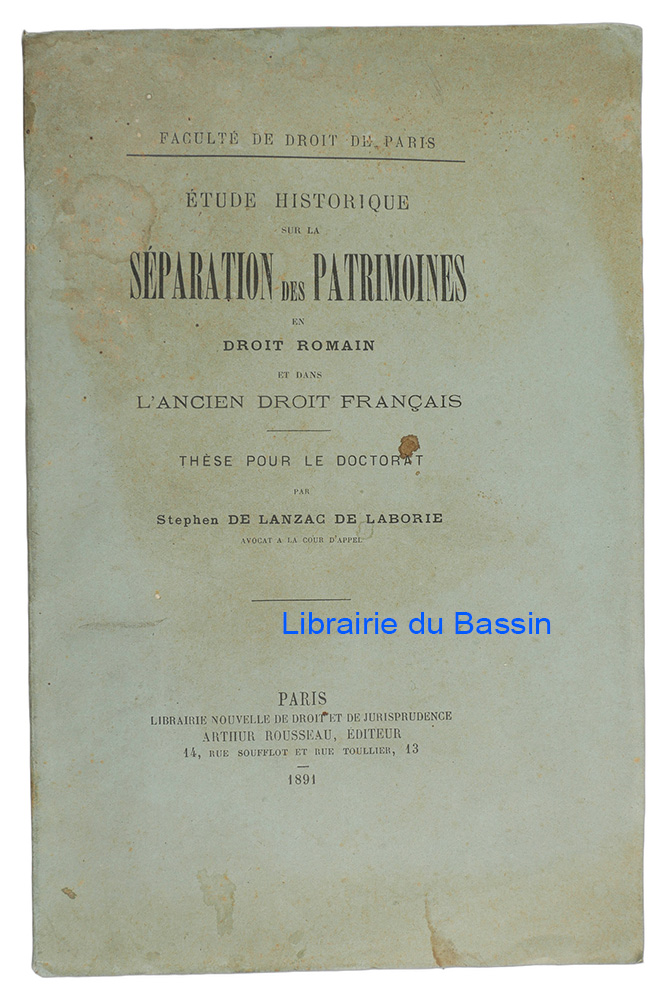 FACULTÉ DE DROIT DE PARIS
ÉTUDE HISTORIQUE
SUR LA
SÉPARATION DES PATRIMOINES
EN
DROIT ROMAIN
ET DANS
L'ANCIEN DROIT FRANÇAIS
THÈSE POUR LE DOCTORAT
PAR
Stephen DE LANZAC DE LABORIE
AVOCAT A LA COUR D'APPEL
Librairie du Bassin
PARIS
LIBRAIRIE NOUVELLE DE DROIT ET DE JURISPRUDENCE
ARTHUR ROUSSEAU, EDITEUR
14, RUE SOUFFLOT ET RUE TOULLIER, 13
1891